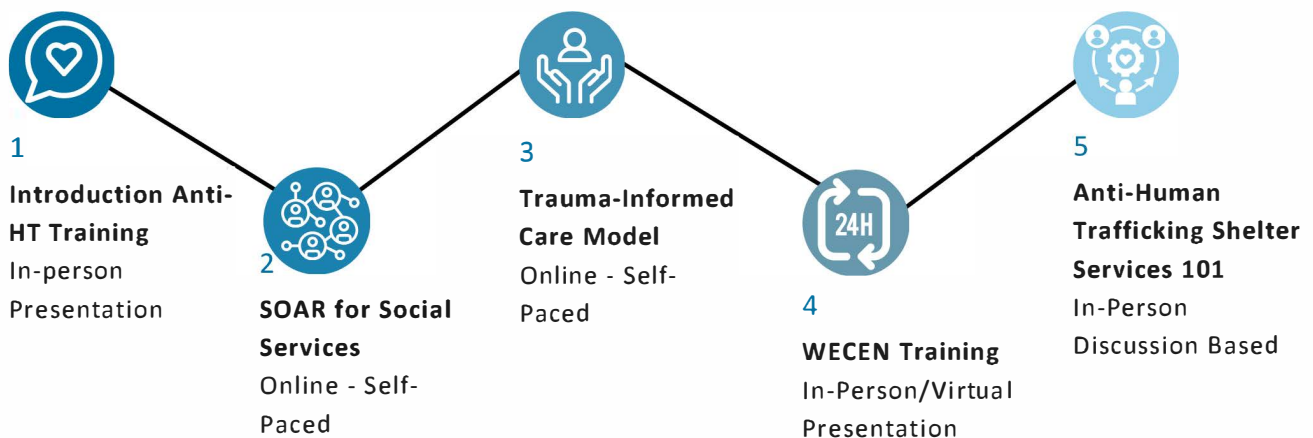 1
Introduction Anti-
HT Training
In-person
Presentation
2
SOAR for Social
Services
Online - Self-
Paced
3
Trauma-Informed
Care Model
Online - Self-
Paced
24H
4
WECEN Training
In-Person/Virtual
Presentation
5
Anti-Human
Trafficking Shelter
Services 101
In-Person
Discussion Based